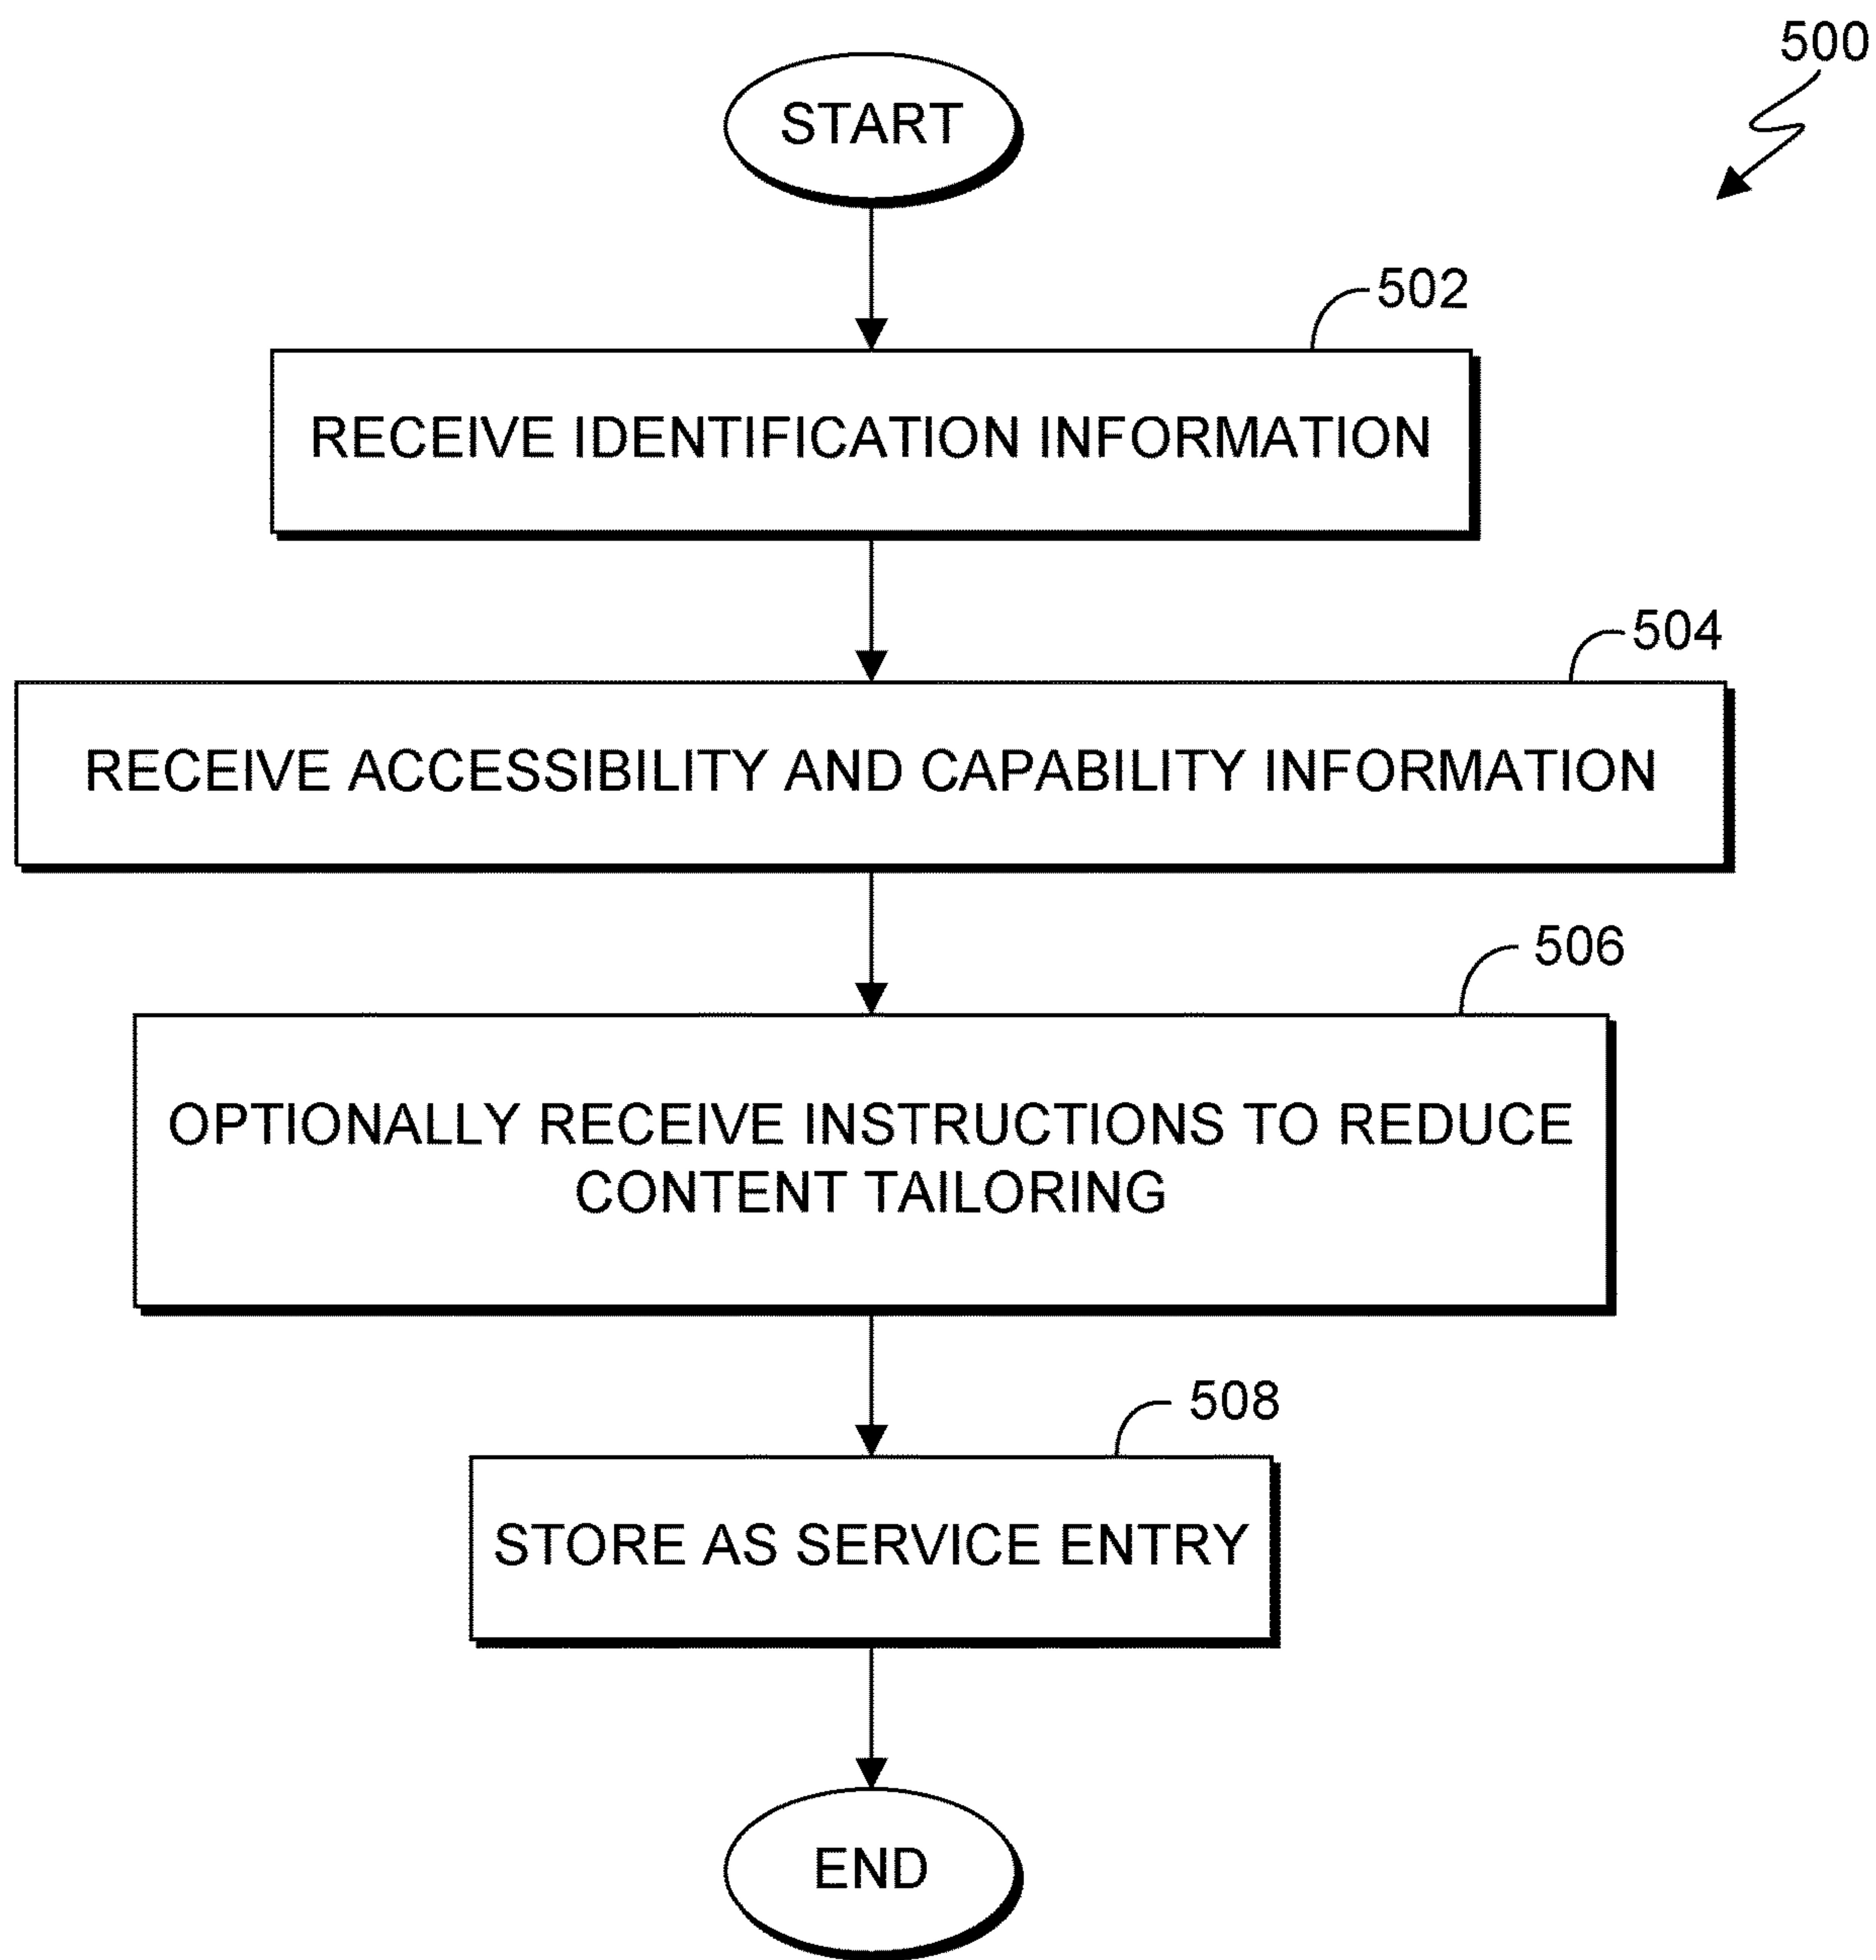 500
START
502
RECEIVE IDENTIFICATION INFORMATION
504
RECEIVE ACCESSIBILITY AND CAPABILITY INFORMATION
506
OPTIONALLY RECEIVE INSTRUCTIONS TO REDUCE
CONTENT TAILORING
508
STORE AS SERVICE ENTRY
END